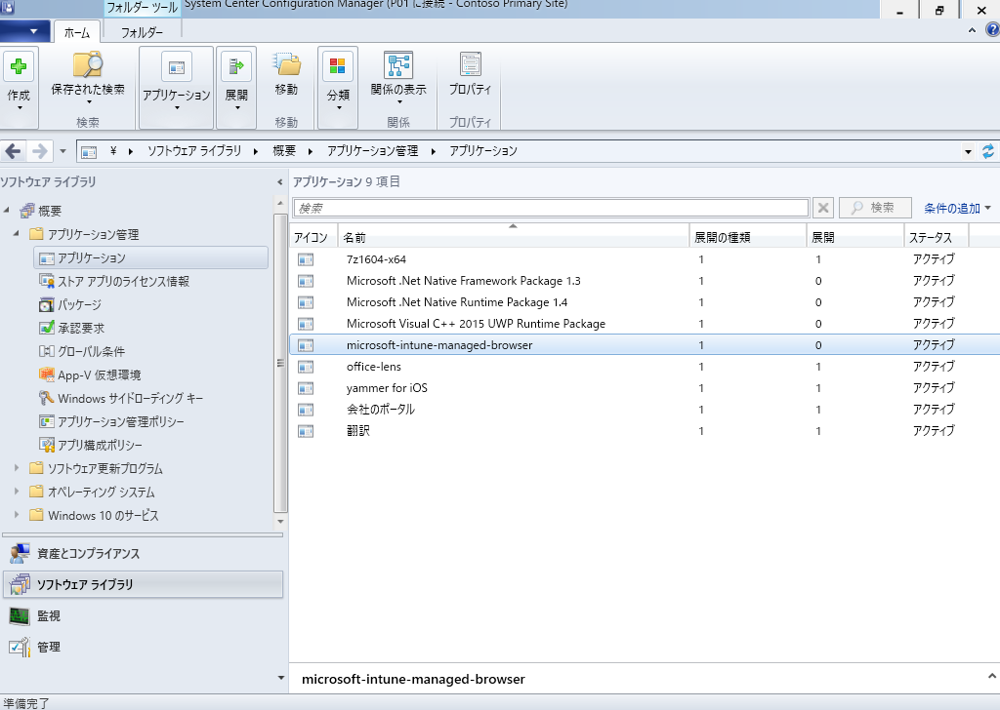 フォルダー ツール
System Center Configuration Manager (P01 に接続 - Contoso Primary Site)
ホーム
フォルダー
作成
保存された検索
アプリケーション
展開
移動
分類
関係の表示
プロパティ
検索
移動
関係
プロパティ
¥ ソフトウェア ライブラリ 概要 アプリケーション管理 アプリケーション
ソフトウェア ライブラリ
概要
アプリケーション管理
アプリケーション
ストア アプリのライセンス情報
パッケージ
承認要求
グローバル条件
App-V 仮想環境
Windows サイドローディング キー
アプリケーション管理ポリシー
アプリ構成ポリシー
ソフトウェア更新プログラム
オペレーティング システム
Windows 10 のサービス
資産とコンプライアンス
ソフトウェア ライブラリ
監視
管理
アプリケーション 9 項目
検索
検索
条件の追加
アイコン 名前 展開の種類 展開 ステータス
7z1604-x64 1 1 アクティブ
Microsoft .Net Native Framework Package 1.3 1 0 アクティブ
Microsoft .Net Native Runtime Package 1.4 1 0 アクティブ
Microsoft Visual C++ 2015 UWP Runtime Package 1 0 アクティブ
microsoft-intune-managed-browser 1 0 アクティブ
office-lens 1 1 アクティブ
yammer for iOS 1 1 アクティブ
会社のポータル 1 1 アクティブ
翻訳 1 1 アクティブ
microsoft-intune-managed-browser
準備完了